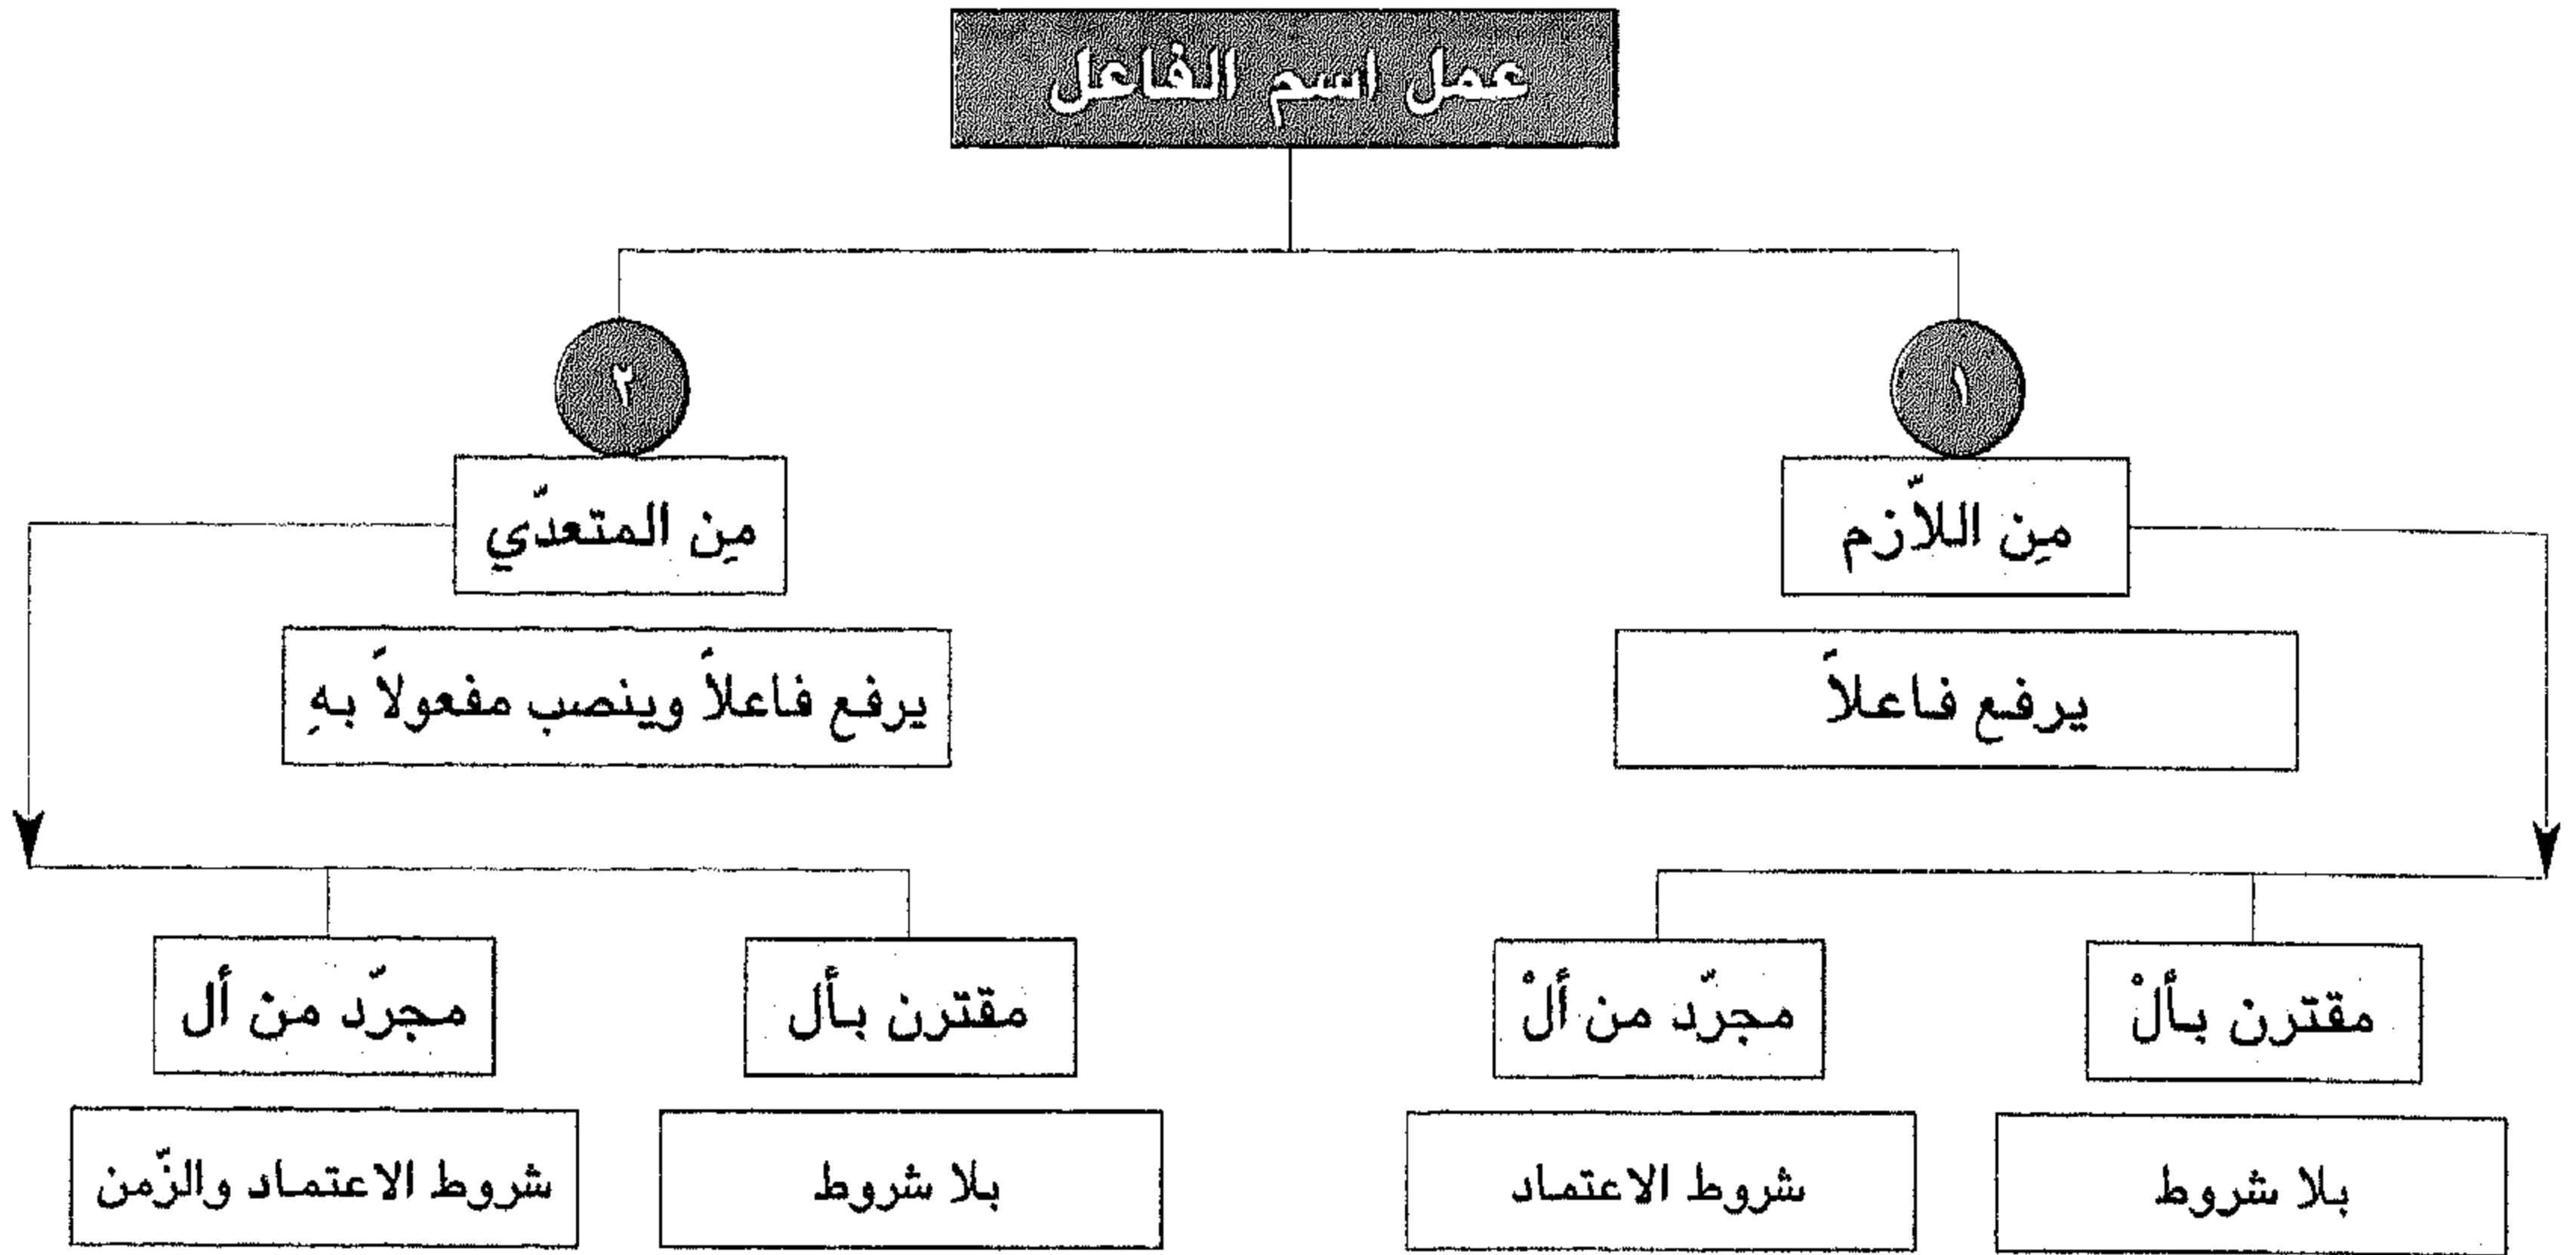 عمل اسم الفاعل
١
٢
مِن اللاّزم
مِن المتعدّي
يرفع فاعلاً
يرفع فاعلاً وينصب مفعولاً بهِ
مقترن بألْ
مجرّد من ألْ
مقترن بأل
مجرّد من أل
بلا شروط
شروط الاعتماد
بلا شروط
شروط الاعتماد والزّمن